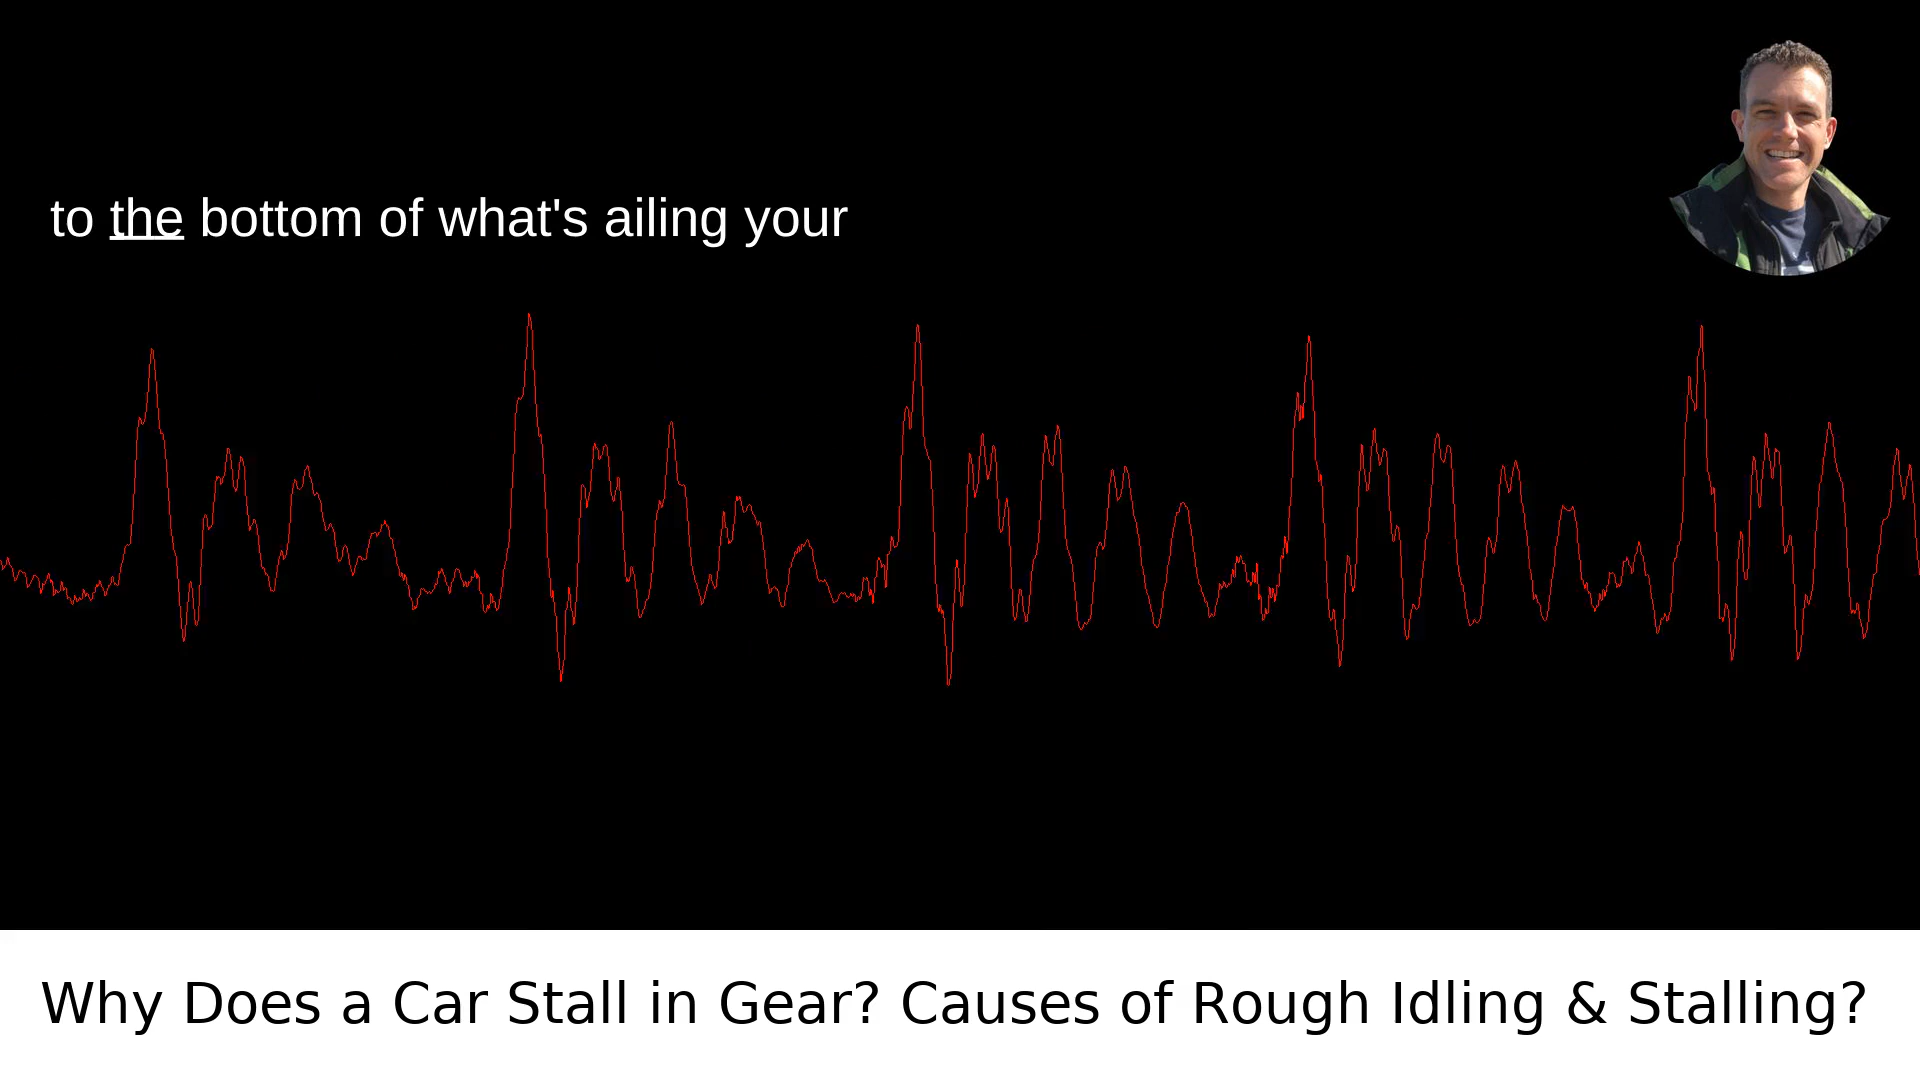 to the bottom of what's ailing your
Why Does a Car Stall in Gear? Causes of Rough Idling & Stalling?